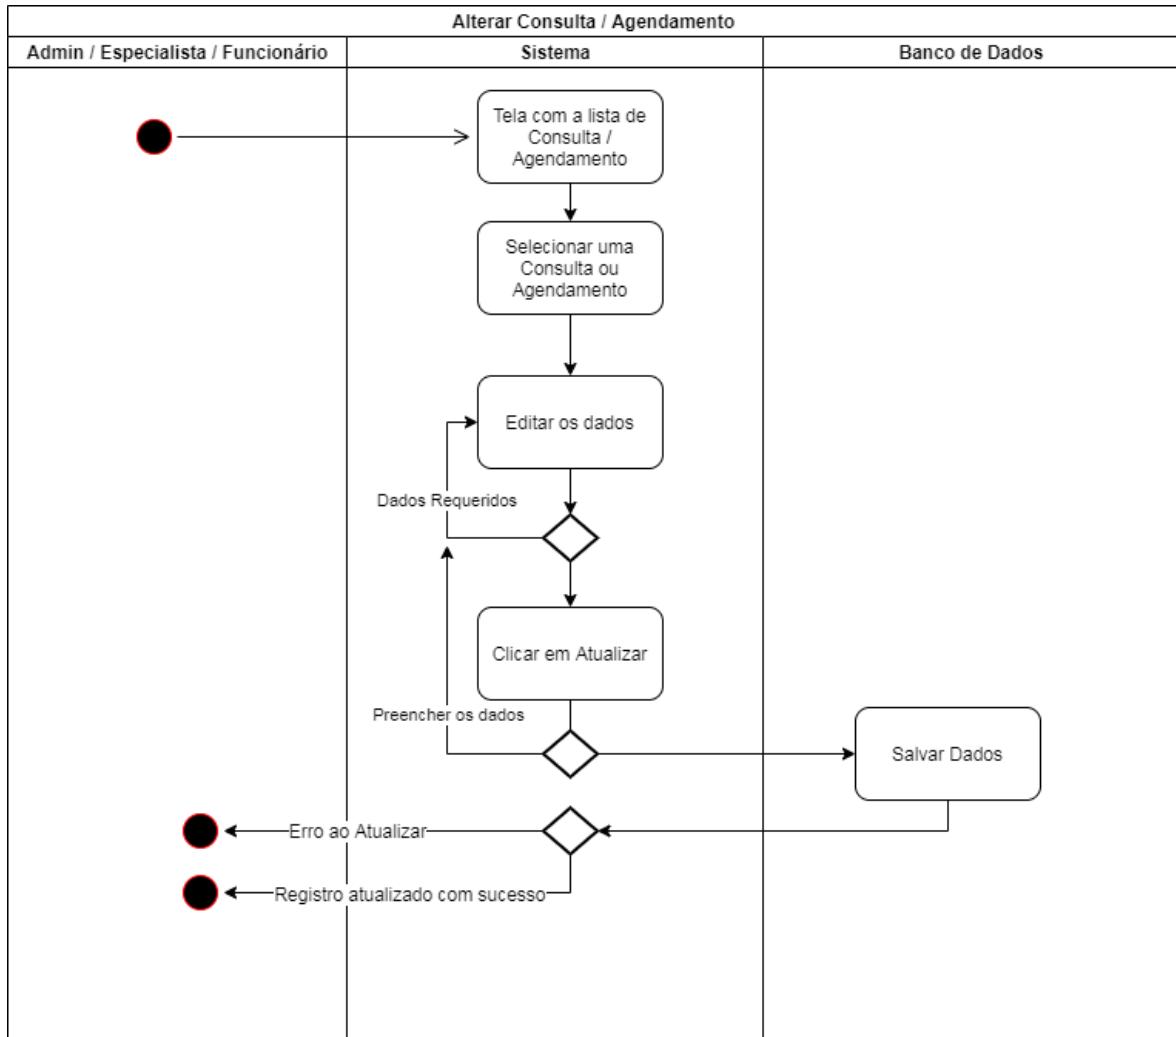 Alterar Consulta / Agendamento
Admin / Especialista / Funcionário
Sistema
Banco de Dados
Tela com a lista de
Consulta /
Agendamento
Selecionar uma
Consulta ou
Agendamento
Editar os dados
Dados Requeridos
Clicar em Atualizar
Preencher os dados
Salvar Dados
Erro ao Atualizar
Registro atualizado com sucesso